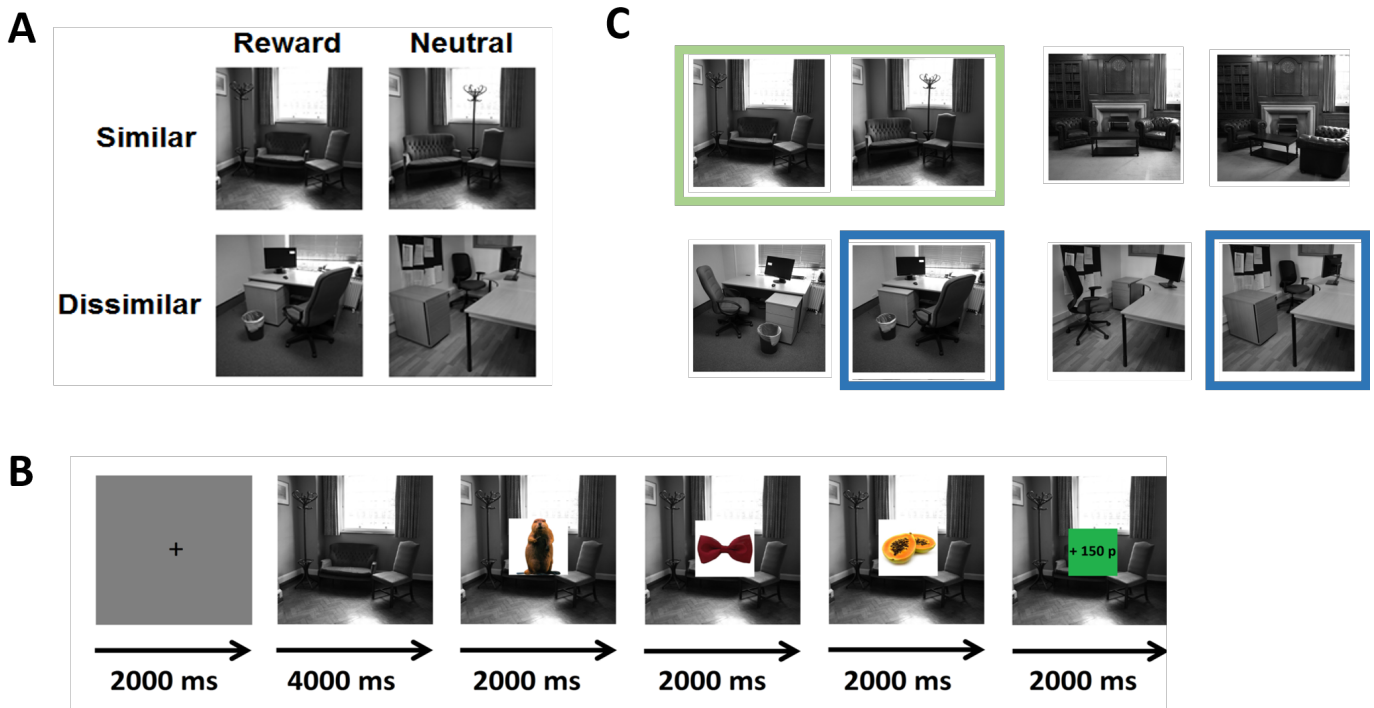 A
Reward Neutral
Similar
Dissimilar
C
B
+
+ 150 p
2000 ms 4000 ms 2000 ms 2000 ms 2000 ms 2000 ms